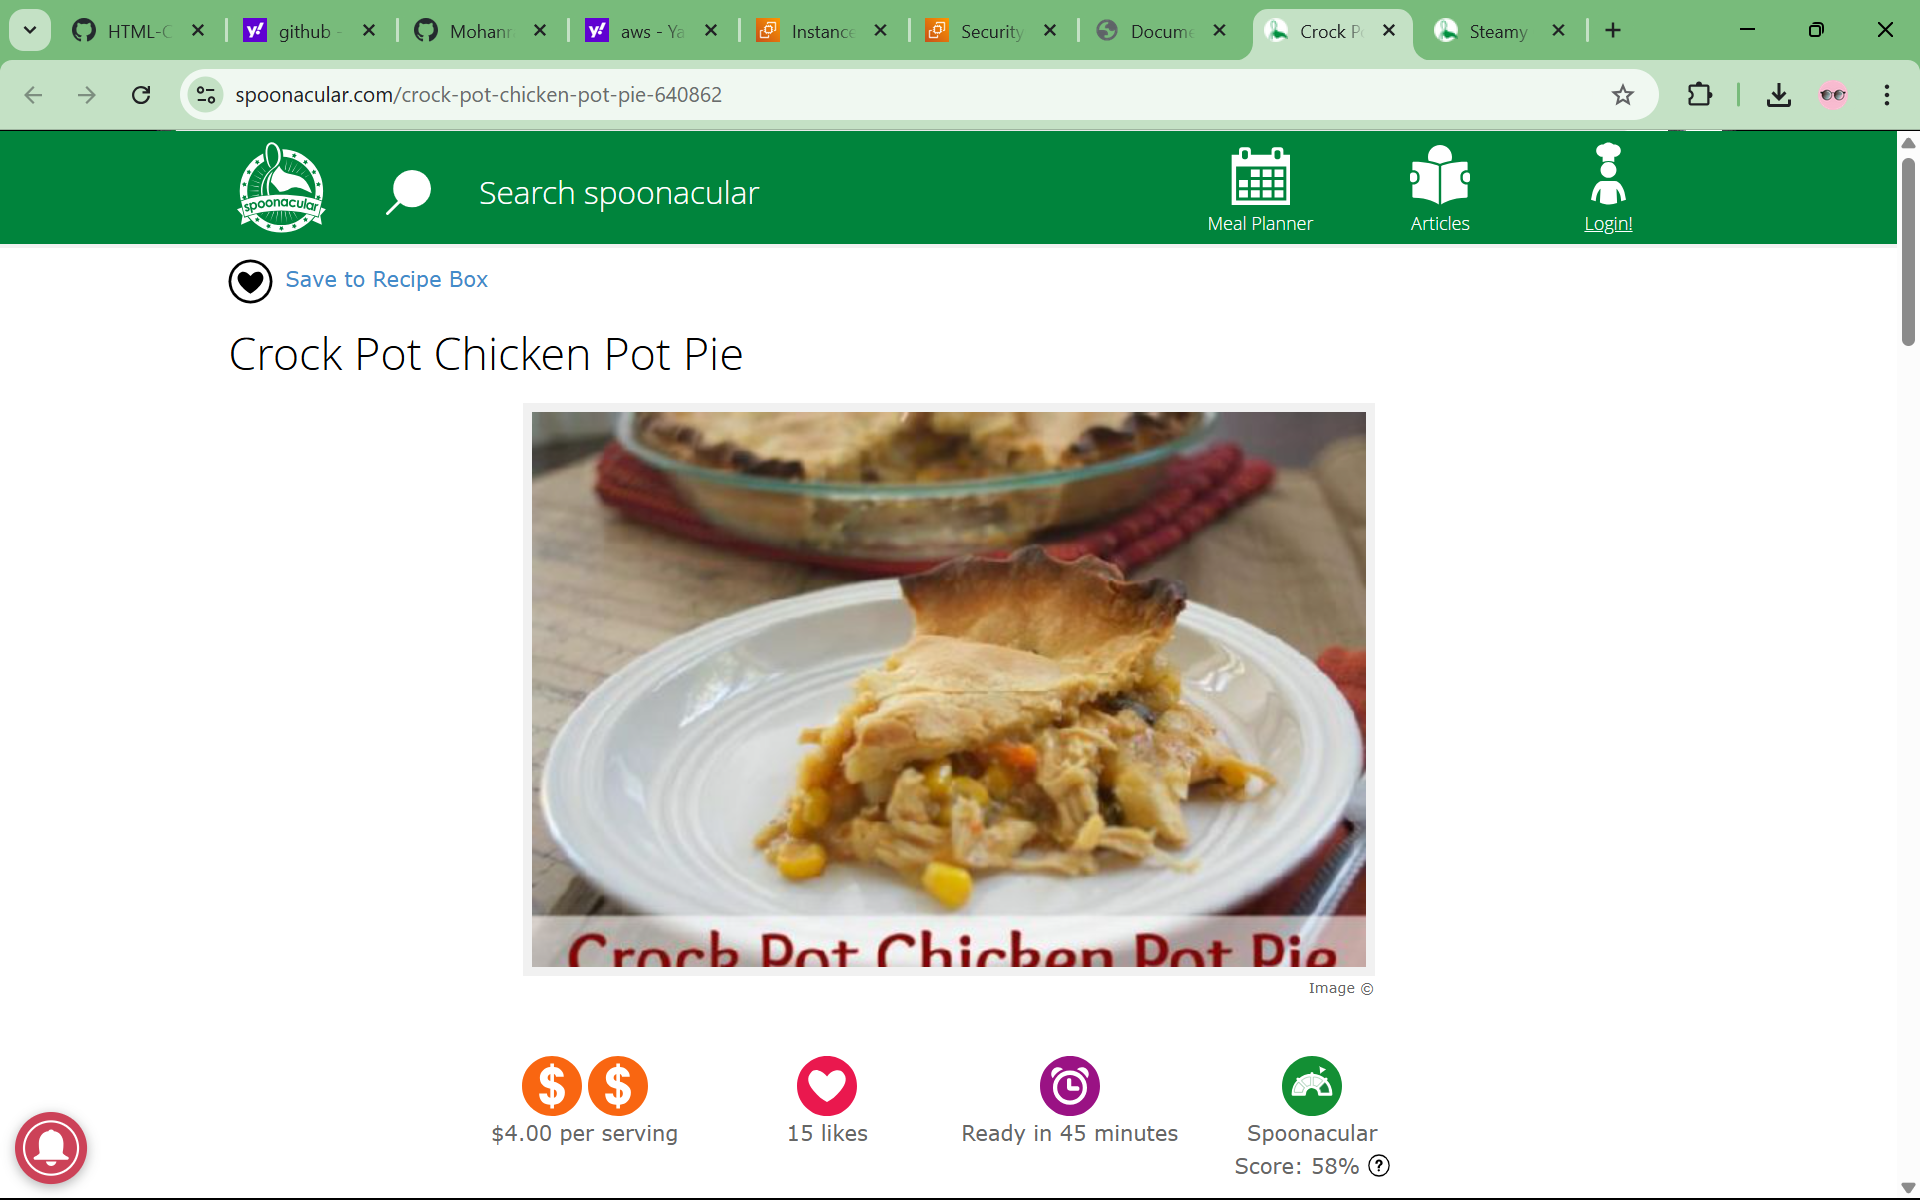 HTML-C
github -
Mohanr
aws - Ya
Instance
Security
Docume
Crock P
Steamy
spoonacular.com/crock-pot-chicken-pot-pie-640862
spoonacular
Search spoonacular
Meal Planner
Articles
Login!
Save to Recipe Box
Crock Pot Chicken Pot Pie
Crock Pot Chicken Pot Pie
Image ©
$4.00 per serving
15 likes
Ready in 45 minutes
Spoonacular
Score: 58% ?